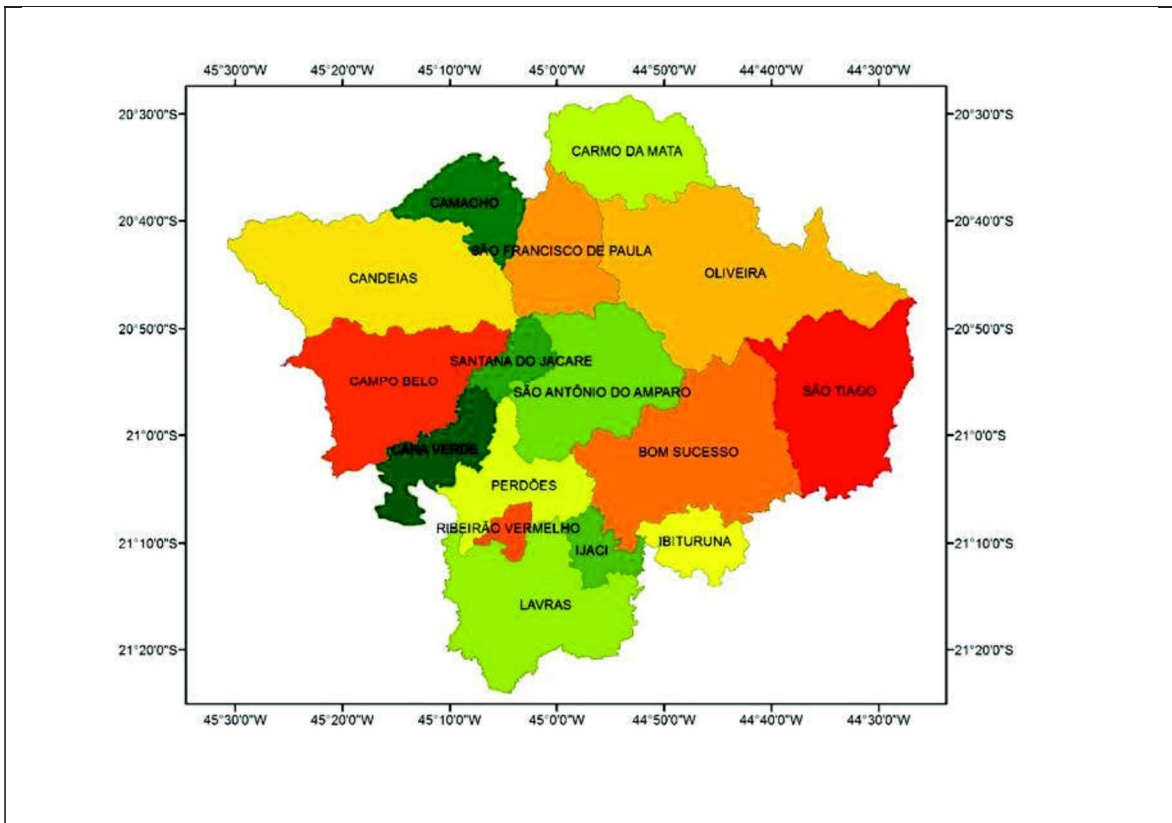 45°30'0"W 45°20'0"W 45°10'0"W 45°0'0"W 44°50'0"W 44°40'0"W 44°30'0"W
20°30'0"S 20°30'0"S
CARMO DA MATA
CAMACHO
20°40'0"S 20°40'0"S
SÃO FRANCISCO DE PAULA
OLIVEIRA
CANDEIAS
20°50'0"S 20°50'0"S
SANTANA DO JACARE
CAMPO BELO
SÃO ANTÔNIO DO AMPARO
SÃO TIAGO
21°0'0"S 21°0'0"S
CANA VERDE
BOM SUCESSO
PERDÕES
RIBEIRÃO VERMELHO
IBITURUNA
21°10'0"S 21°10'0"S
IJACI
LAVRAS
21°20'0"S 21°20'0"S
45°30'0"W 45°20'0"W 45°10'0"W 45°0'0"W 44°50'0"W 44°40'0"W 44°30'0"W